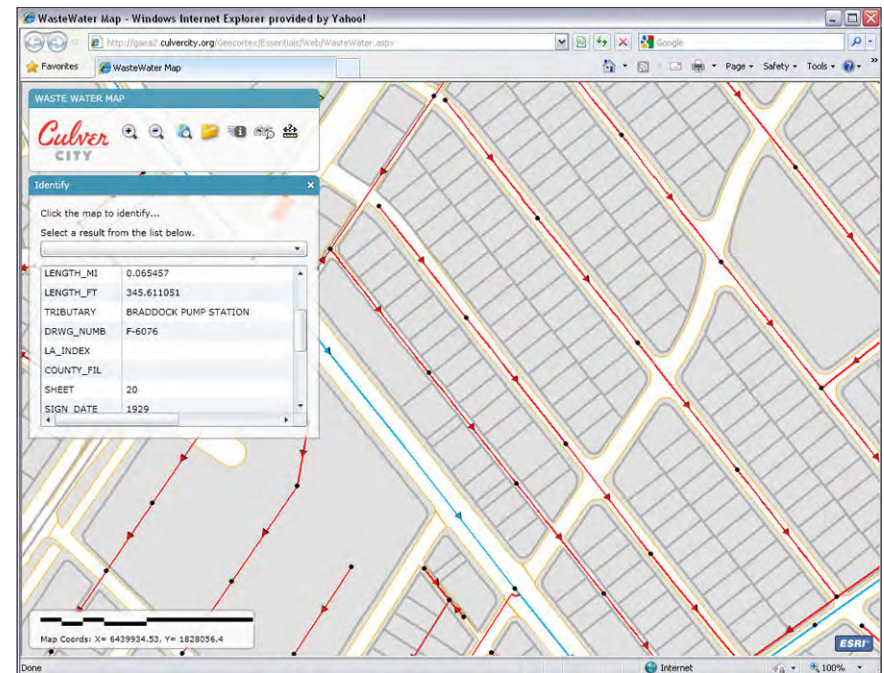 WasteWater Map - Windows Internet Explorer provided by Yahoo!
http://gaea2.culvercity.org/Geocortex/Essentials/Web/WasteWater.aspx
Google
Favorites
WasteWater Map
Page
Safety
Tools
WASTE WATER MAP
Culver
CITY
Identify
Click the map to identify...
Select a result from the list below.
LENGTH_MI 0.065457
LENGTH_FT 345.611051
TRIBUTARY BRADDOCK PUMP STATION
DRWG_NUMB F-6076
LA_INDEX
COUNTY_FIL
SHEET 20
SIGN_DATE 1929
Map Coords: X= 6439934.53, Y= 1828056.4
ESRI
Done
Internet
100%